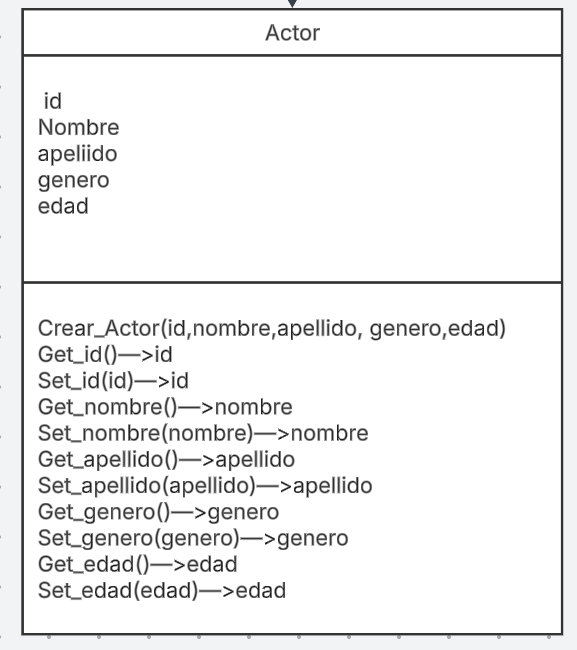 Actor
id
Nombre
apeliido
genero
edad
Crear_Actor(id,nombre,apellido, genero,edad)
Get_id()—>id
Set_id(id)—>id
Get_nombre()—>nombre
Set_nombre(nombre)—>nombre
Get_apellido()—>apellido
Set_apellido(apellido)—>apellido
Get_genero()—>genero
Set_genero(genero)—>genero
Get_edad()—>edad
Set_edad(edad)—>edad